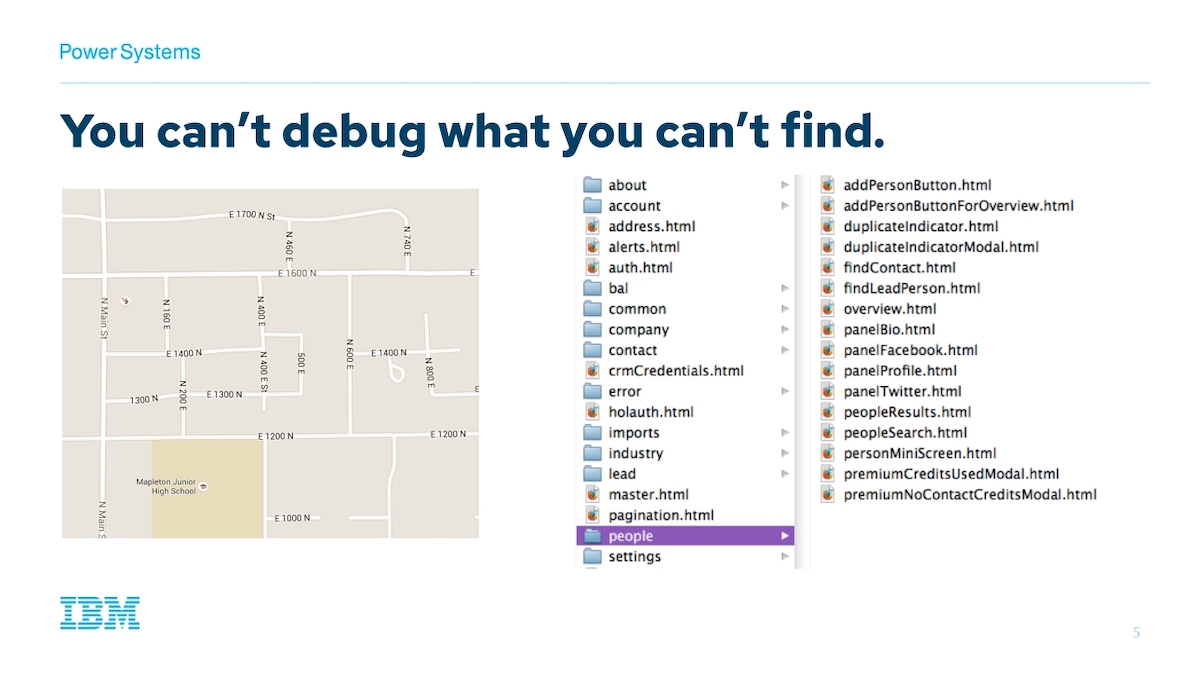 Power Systems
You can’t debug what you can’t find.
E 1700 N St
N 460 E
N 740 E
E 1600 N
E
N Main St
N 160 E
N 400 E
E 1400 N
N 400 E St
500 E
N 600 E
E 1400 N
N 800 E
1300 N
N 200 E
E 1300 N
E
E 1200 N
E 1200 N
Mapleton Junior
High School
N Main S
E 1000 N
about
account
address.html
alerts.html
auth.html
bal
common
company
contact
crmCredentials.html
error
holauth.html
imports
industry
lead
master.html
pagination.html
people
settings
addPersonButton.html
addPersonButtonForOverview.html
duplicateIndicator.html
duplicateIndicatorModal.html
findContact.html
findLeadPerson.html
overview.html
panelBio.html
panelFacebook.html
panelProfile.html
panelTwitter.html
peopleResults.html
peopleSearch.html
personMiniScreen.html
premiumCreditsUsedModal.html
premiumNoContactCreditsModal.html
IBM
5